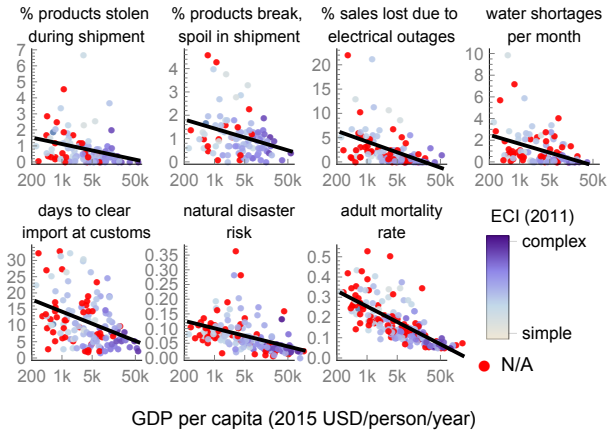 % products stolen
during shipment
% products break,
spoil in shipment
% sales lost due to
electrical outages
water shortages
per month
7
6
5
4
3
2
1
0
200 1k 5k 50k
4
3
2
1
0
200 1k 5k 50k
20
15
10
5
0
200 1k 5k 50k
10
8
6
4
2
0
200 1k 5k 50k
days to clear
import at customs
natural disaster
risk
adult mortality
rate
30
25
20
15
10
5
0
200 1k 5k 50k
0.35
0.25
0.15
0.05
0.00
200 1k 5k 50k
0.5
0.4
0.3
0.2
0.1
0.0
200 1k 5k 50k
ECI (2011)
complex
simple
N/A
GDP per capita (2015 USD/person/year)